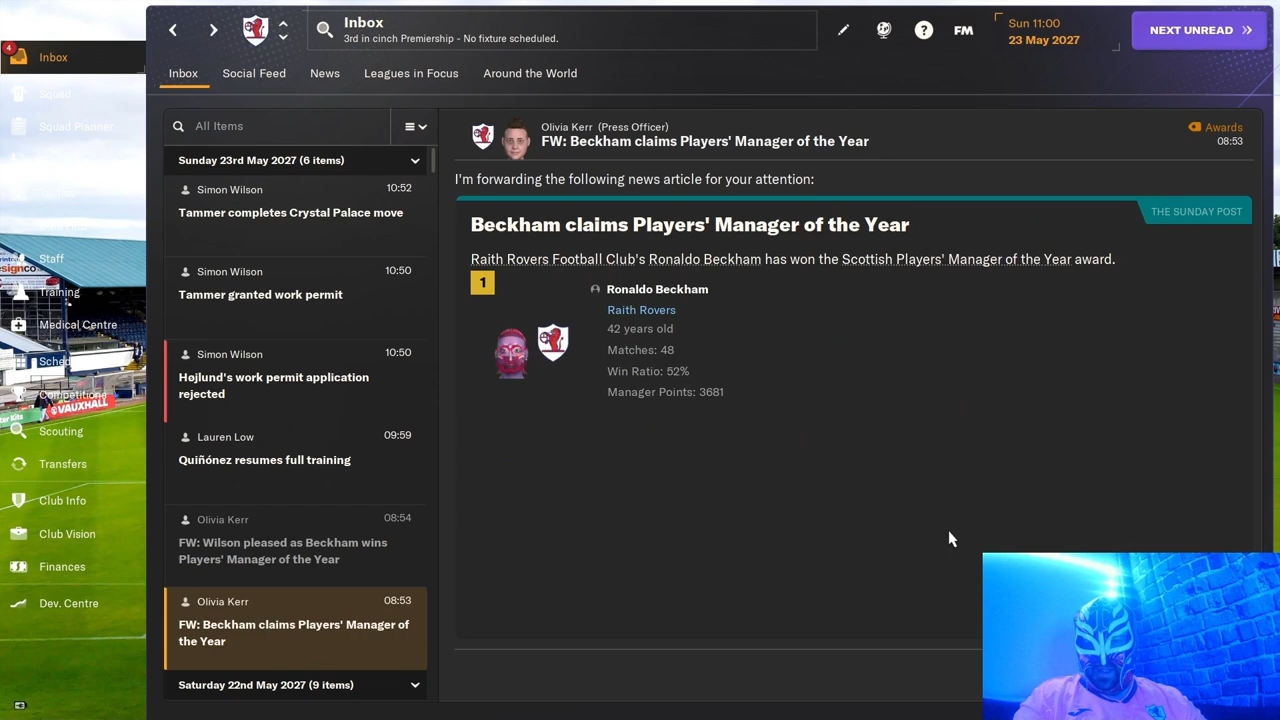 Inbox
3rd in cinch Premiership - No fixture scheduled.
FM
Sun 11:00
23 May 2027
NEXT UNREAD
4
Inbox
Squad
Squad Planner
Staff
Training
Medical Centre
Sched
Competitions
Scouting
Transfers
Club Info
Club Vision
Finances
Dev. Centre
VAUXHALL
Inbox
Social Feed
News
Leagues in Focus
Around the World
All Items
Sunday 23rd May 2027 (6 items)
Simon Wilson
10:52
Tammer completes Crystal Palace move
Simon Wilson
10:50
Tammer granted work permit
Simon Wilson
10:50
Højlund's work permit application
rejected
Lauren Low
09:59
Quiñónez resumes full training
Olivia Kerr
08:54
FW: Wilson pleased as Beckham wins
Players' Manager of the Year
Olivia Kerr
08:53
FW: Beckham claims Players' Manager of
the Year
Saturday 22nd May 2027 (9 items)
Olivia Kerr (Press Officer)
FW: Beckham claims Players' Manager of the Year
Awards
08:53
I'm forwarding the following news article for your attention:
THE SUNDAY POST
Beckham claims Players' Manager of the Year
Raith Rovers Football Club's Ronaldo Beckham has won the Scottish Players' Manager of the Year award.
1
Ronaldo Beckham
Raith Rovers
42 years old
Matches: 48
Win Ratio: 52%
Manager Points: 3681